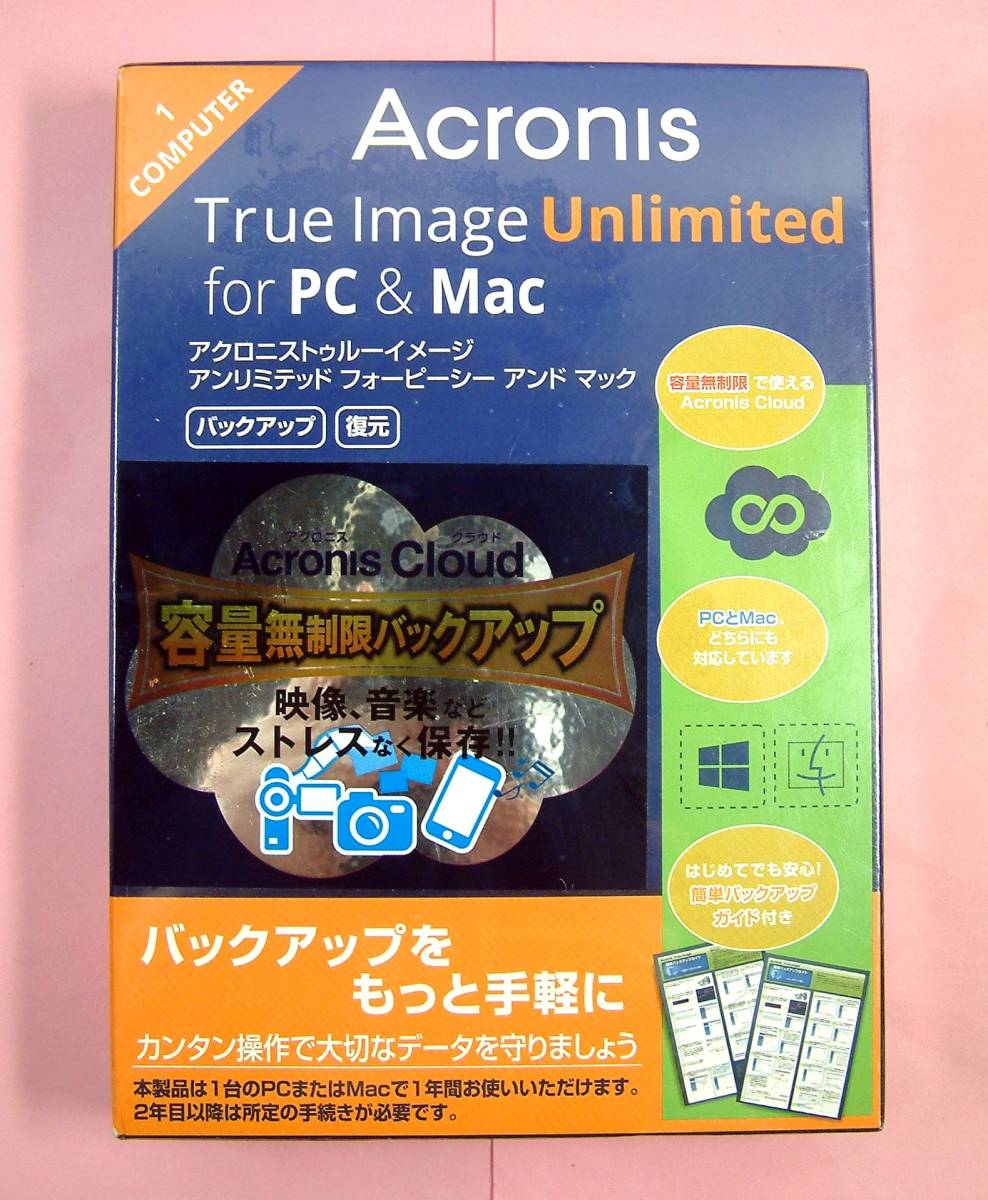 1
COMPUTER
Acronis
True Image Unlimited
for PC & Mac
アクロニストゥルーイメージ
アンリミテッド フォーピーシー アンド マック
バックアップ 復元
容量無制限で使える
Acronis Cloud
アクロニス クラウド
Acronis Cloud
容量無制限バックアップ
映像、音楽など
ストレスなく保存!!
PCとMac、
どちらにも
対応しています
はじめてでも安心!
簡単バックアップ
ガイド付き
バックアップを
もっと手軽に
カンタン操作で大切なデータを守りましょう
本製品は1台のPCまたはMacで1年間お使いいただけます。
2年目以降は所定の手続きが必要です。